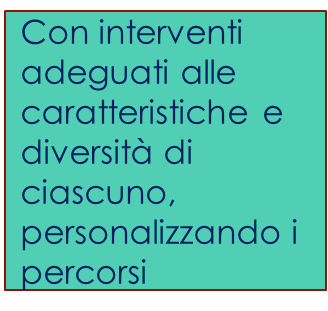 Con interventi
adeguati alle
caratteristiche e
diversità di
ciascuno,
personalizzando i
percorsi